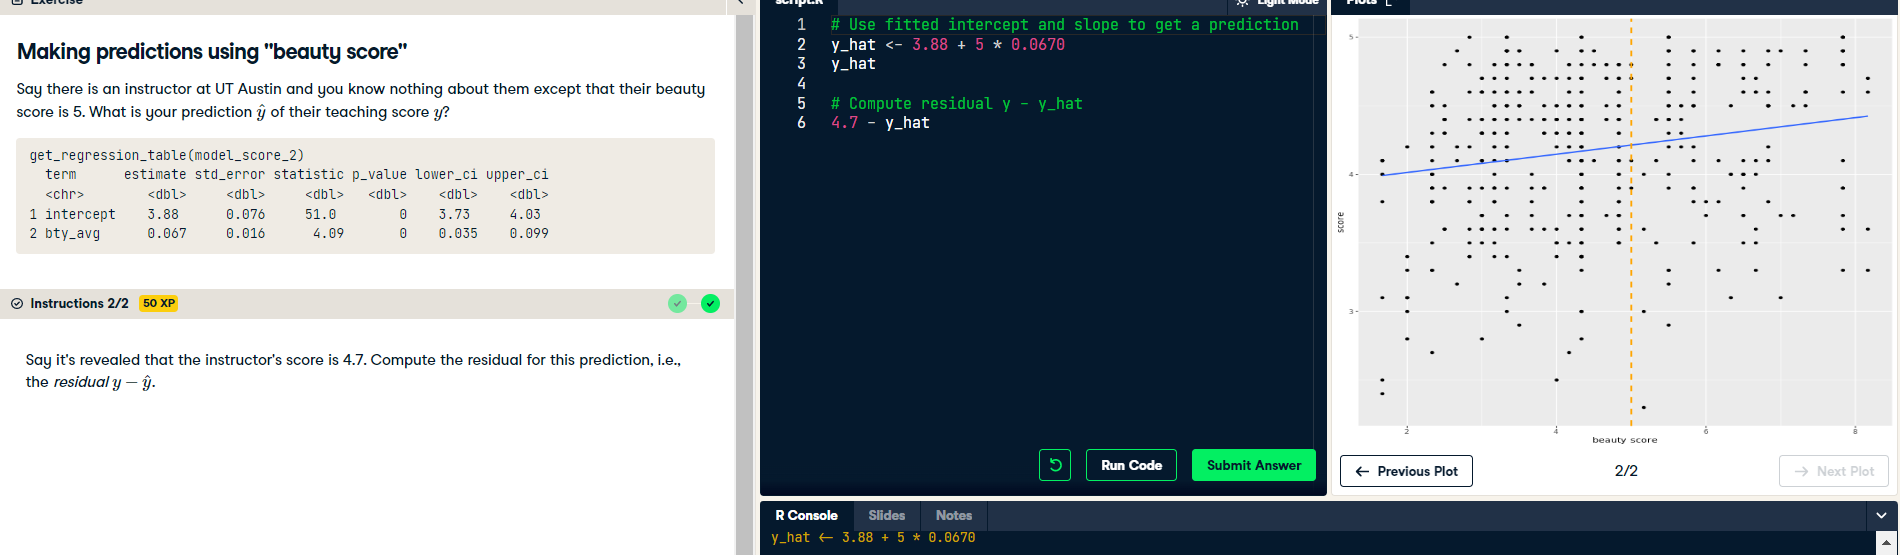 Exercise
Making predictions using "beauty score"
Say there is an instructor at UT Austin and you know nothing about them except that their beauty
score is 5. What is your prediction ŷ of their teaching score y?
get_regression_table(model_score_2)
term estimate std_error statistic p_value lower_ci upper_ci
<chr> <dbl> <dbl> <dbl> <dbl> <dbl> <dbl>
1 intercept 3.88 0.076 51.0 0 3.73 4.03
2 bty_avg 0.067 0.016 4.09 0 0.035 0.099
Instructions 2/2 50 XP
Say it's revealed that the instructor's score is 4.7. Compute the residual for this prediction, i.e.,
the residual y – ŷ.
script.R
Light Mode
1 # Use fitted intercept and slope to get a prediction
2 y_hat <- 3.88 + 5 * 0.0670
3 y_hat
4
5 # Compute residual y - y_hat
6 4.7 - y_hat
Run Code
Submit Answer
R Console Slides Notes
y_hat <- 3.88 + 5 * 0.0670
Plots
5
4
3
score
2 4 6 8
beauty score
← Previous Plot
2/2
→ Next Plot